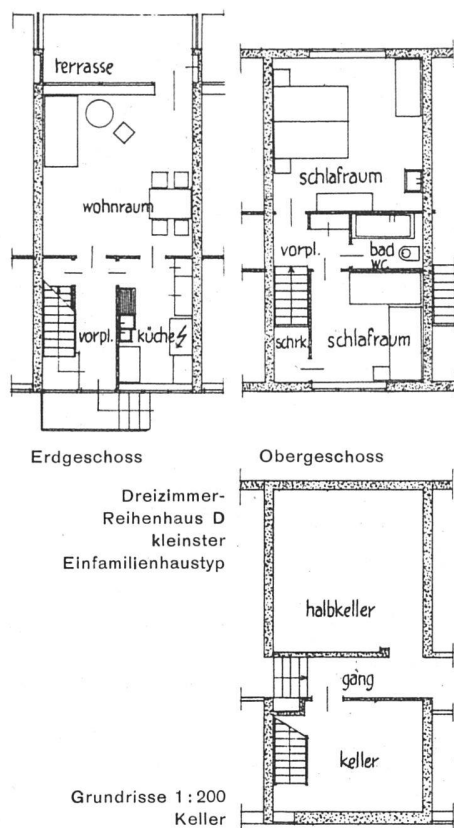 terrasse
wohnraum
vorpl.
küche
Erdgeschoss
schlafraum
vorpl.
bad
wc
schrk.
schlafraum
Obergeschoss
Dreizimmer-
Reihenhaus D
kleinster
Einfamilienhaustyp
halbkeller
gang
keller
Grundrisse 1:200
Keller